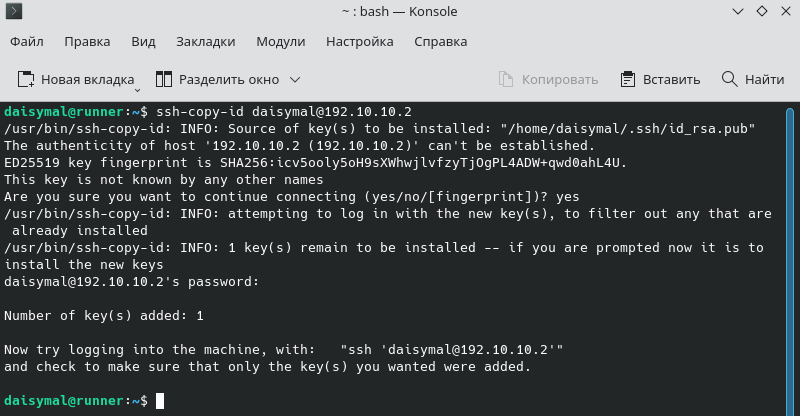 ~ : bash — Konsole
Файл Правка Вид Закладки Модули Настройка Справка
Новая вкладка Разделить окно Копировать Вставить Найти
daisymal@runner:~$ ssh-copy-id daisymal@192.10.10.2
/usr/bin/ssh-copy-id: INFO: Source of key(s) to be installed: "/home/daisymal/.ssh/id_rsa.pub"
The authenticity of host '192.10.10.2 (192.10.10.2)' can't be established.
ED25519 key fingerprint is SHA256:icv5ooly5oH9sXWhwjlvfzyTjOgPL4ADW+qwd0ahL4U.
This key is not known by any other names
Are you sure you want to continue connecting (yes/no/[fingerprint])? yes
/usr/bin/ssh-copy-id: INFO: attempting to log in with the new key(s), to filter out any that are
already installed
/usr/bin/ssh-copy-id: INFO: 1 key(s) remain to be installed -- if you are prompted now it is to
install the new keys
daisymal@192.10.10.2's password:
Number of key(s) added: 1
Now try logging into the machine, with:   "ssh 'daisymal@192.10.10.2'"
and check to make sure that only the key(s) you wanted were added.
daisymal@runner:~$